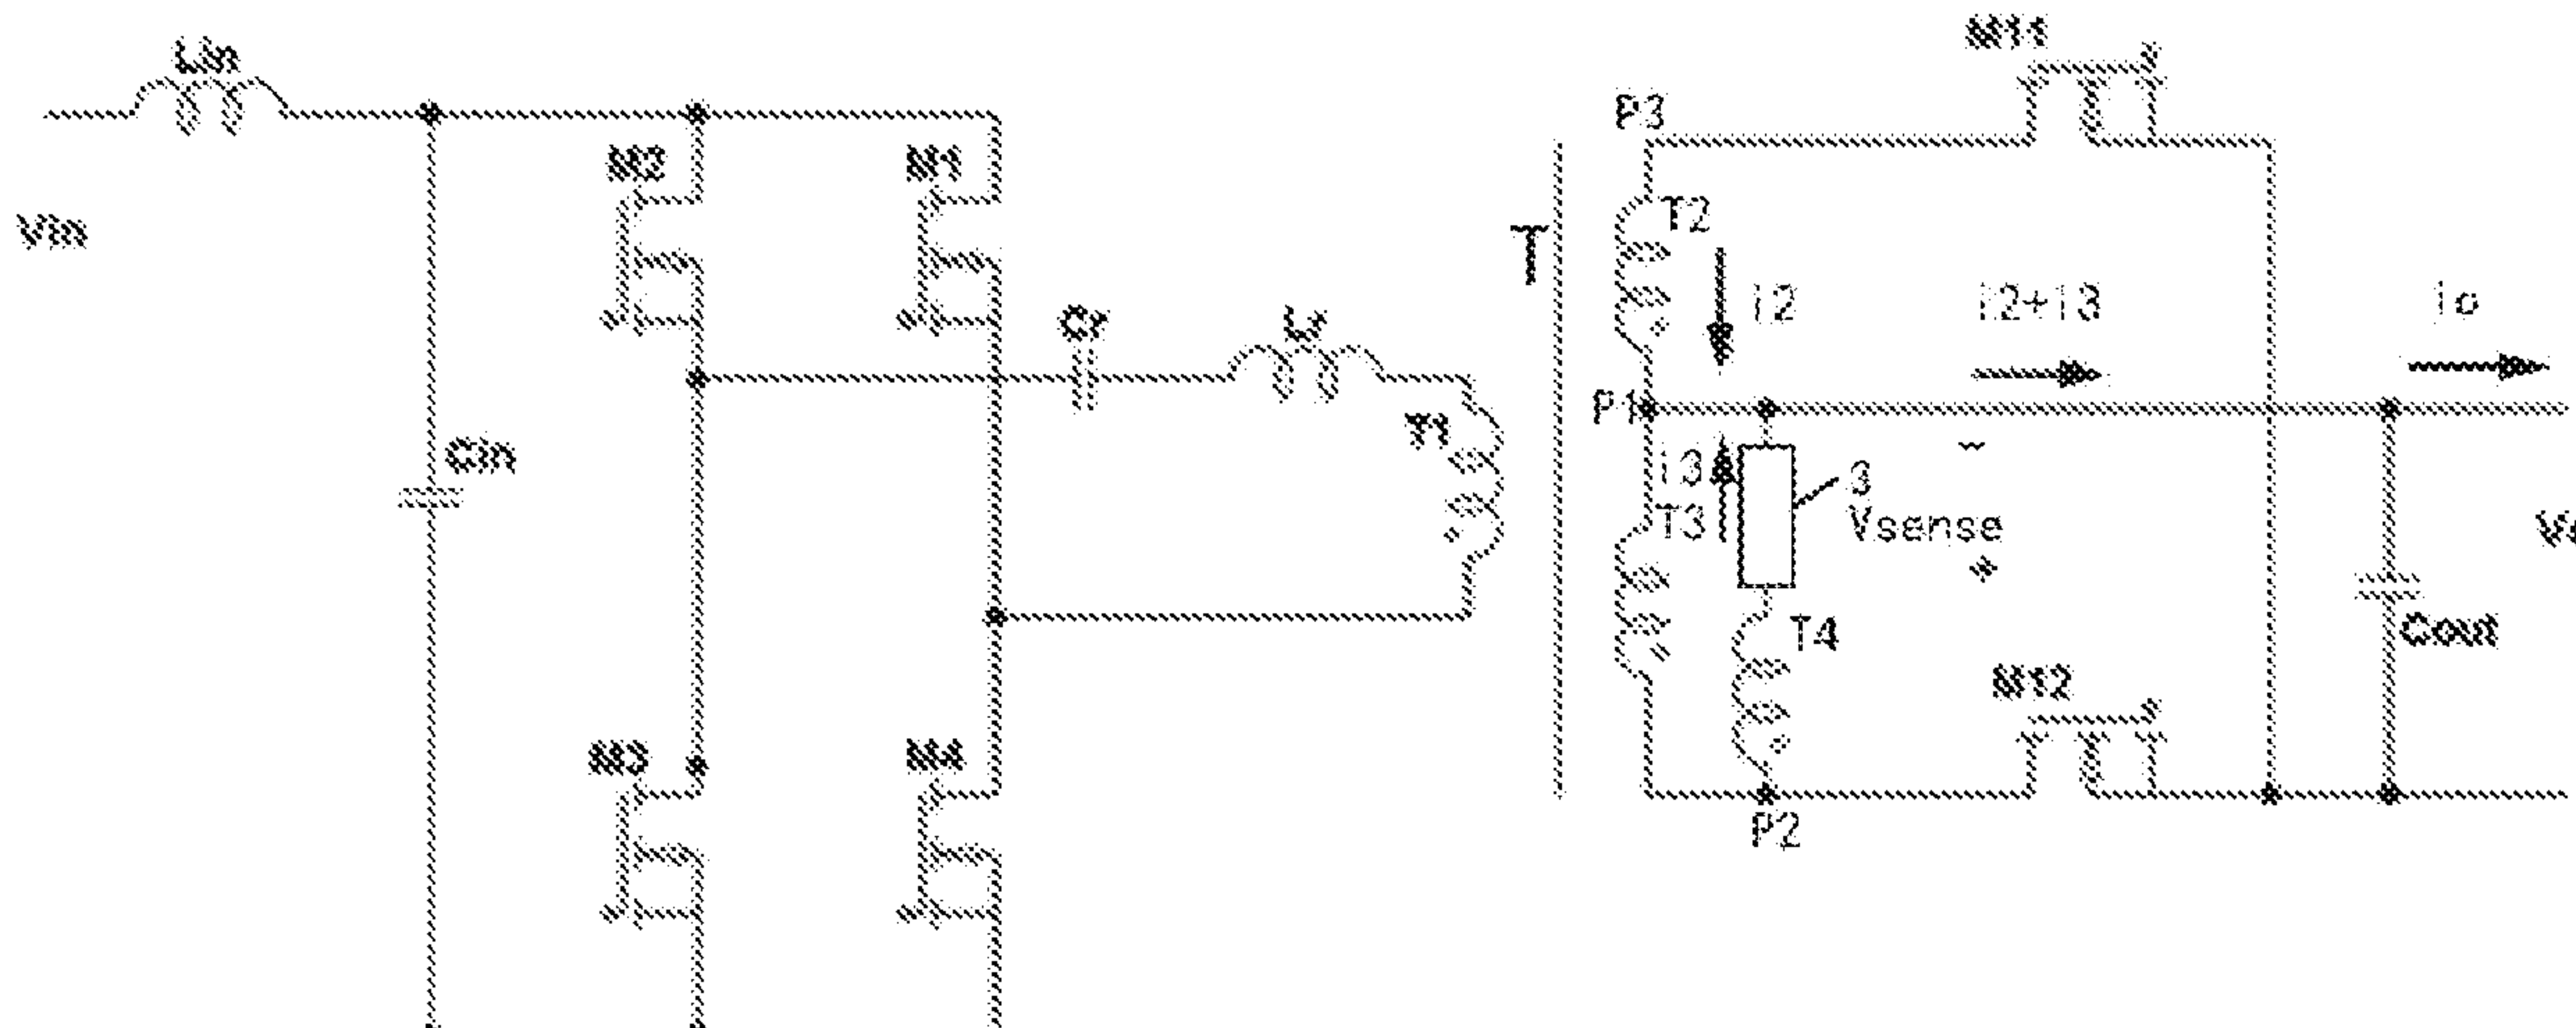 Lin
M11
P3
M2
M1
T2
Vin
T
i2
i2+i3
io
Cr
Lr
P1
T1
Cin
-
i3
3
T3
Vsense
+
T4
Cout
M12
M3
M4
P2